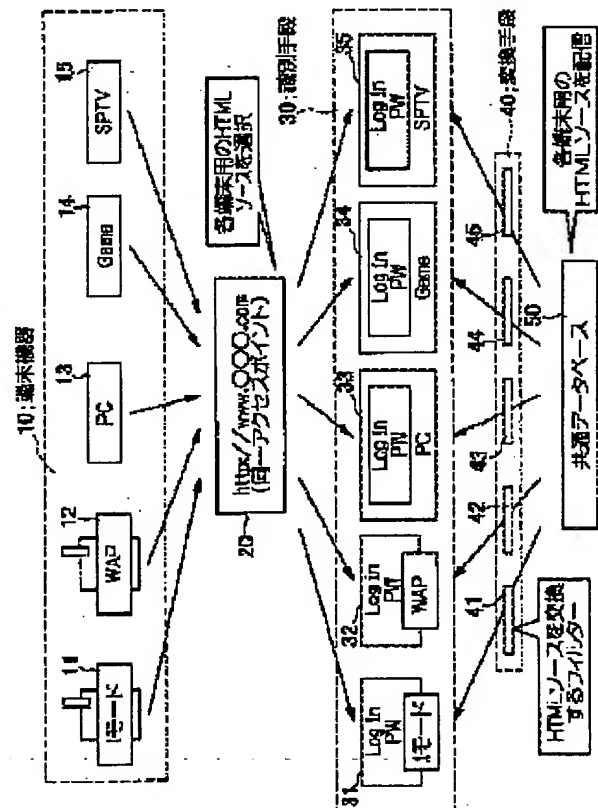 10;端末機器
11
iモード
12
WAP
13
PC
14
Game
15
SPTV
20
http://www.○○○.com
(同一アクセスポイント)
各端末用のHTML
ソースを選択
30;識別手段
31
Log In
PW
iモード
32
Log In
PW
WAP
33
Log In
PW
PC
34
Log In
PW
Game
35
Log In
PW
SPTV
40;変換手段
41
42
43
44
45
HTMLソースを変換
するフィルター
50
共通データベース
各端末用の
HTMLソースを配信